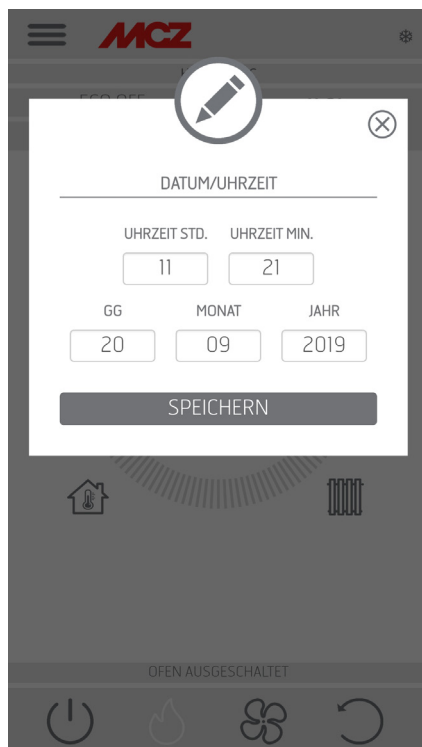 MCZ
DATUM/UHRZEIT
UHRZEIT STD. UHRZEIT MIN.
11 21
GG MONAT JAHR
20 09 2019
SPEICHERN
OFEN AUSGESCHALTET